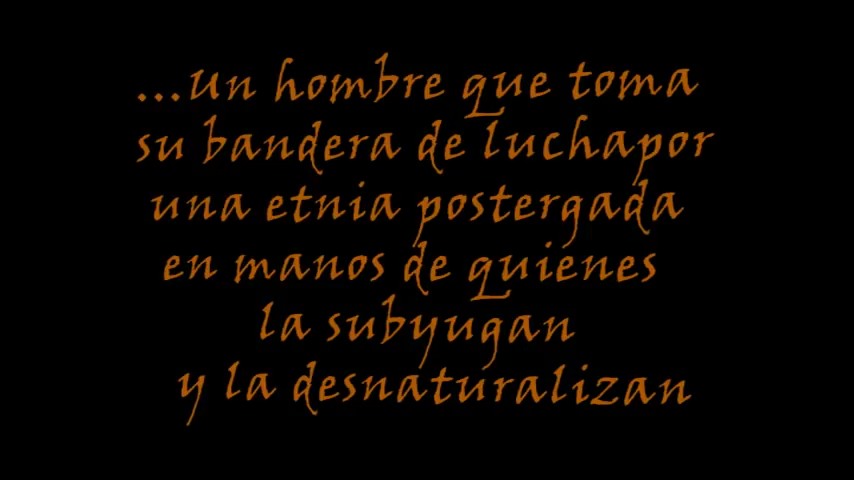 ...Un hombre que toma
su bandera de luchapor
una etnia postergada
en manos de quienes
la subyugan
y la desnaturalizan